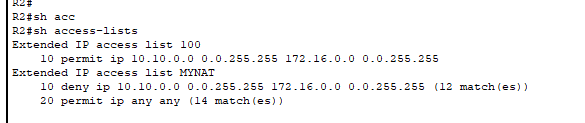 R2#
R2#sh acc
R2#sh access-lists
Extended IP access list 100
10 permit ip 10.10.0.0 0.0.255.255 172.16.0.0 0.0.255.255
Extended IP access list MYNAT
10 deny ip 10.10.0.0 0.0.255.255 172.16.0.0 0.0.255.255 (12 match(es))
20 permit ip any any (14 match(es))